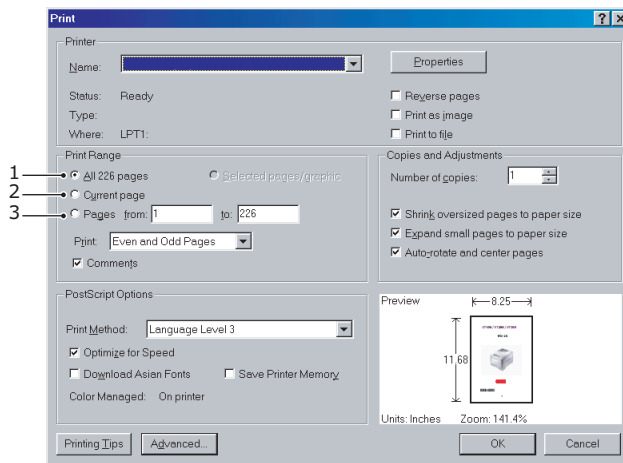 Print
Printer
Name:
Properties
Status: Ready
Type:
Where: LPT1:
Reverse pages
Print as image
Print to file
Print Range
1 All 226 pages
Selected pages/graphic
2 Current page
3 Pages from: 1 to: 226
Print: Even and Odd Pages
Comments
Copies and Adjustments
Number of copies: 1
Shrink oversized pages to paper size
Expand small pages to paper size
Auto-rotate and center pages
PostScript Options
Print Method: Language Level 3
Optimize for Speed
Download Asian Fonts
Save Printer Memory
Color Managed: On printer
Preview
8.25
11.68
Units: Inches Zoom: 141.4%
Printing Tips
Advanced...
OK
Cancel